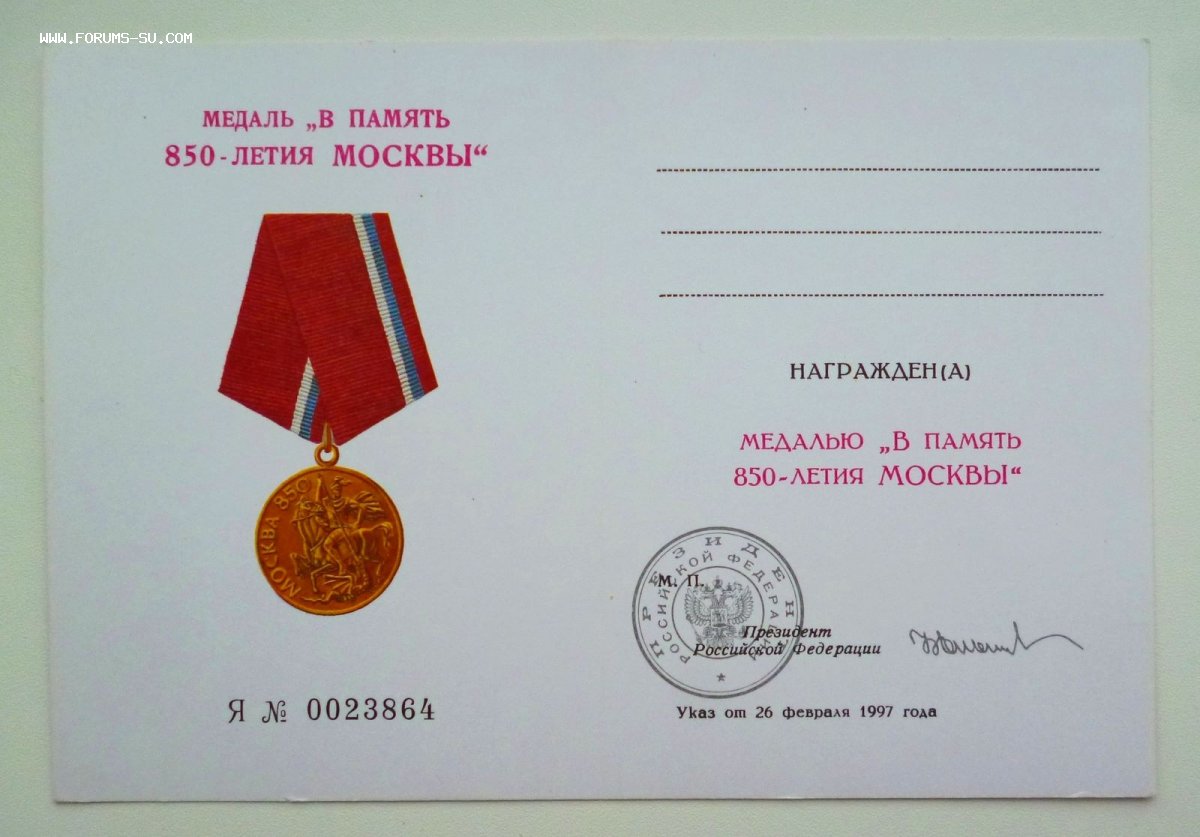 WWW.FORUMS-SU.COM
МЕДАЛЬ „В ПАМЯТЬ
850-ЛЕТИЯ МОСКВЫ“
МОСКВА 850
Я № 0023864
НАГРАЖДЕН(А)
МЕДАЛЬЮ „В ПАМЯТЬ
850-ЛЕТИЯ МОСКВЫ“
ПРЕЗИДЕНТ
РОССИЙСКОЙ ФЕДЕРАЦИИ
М. П.
Президент
Российской Федерации
Указ от 26 февраля 1997 года